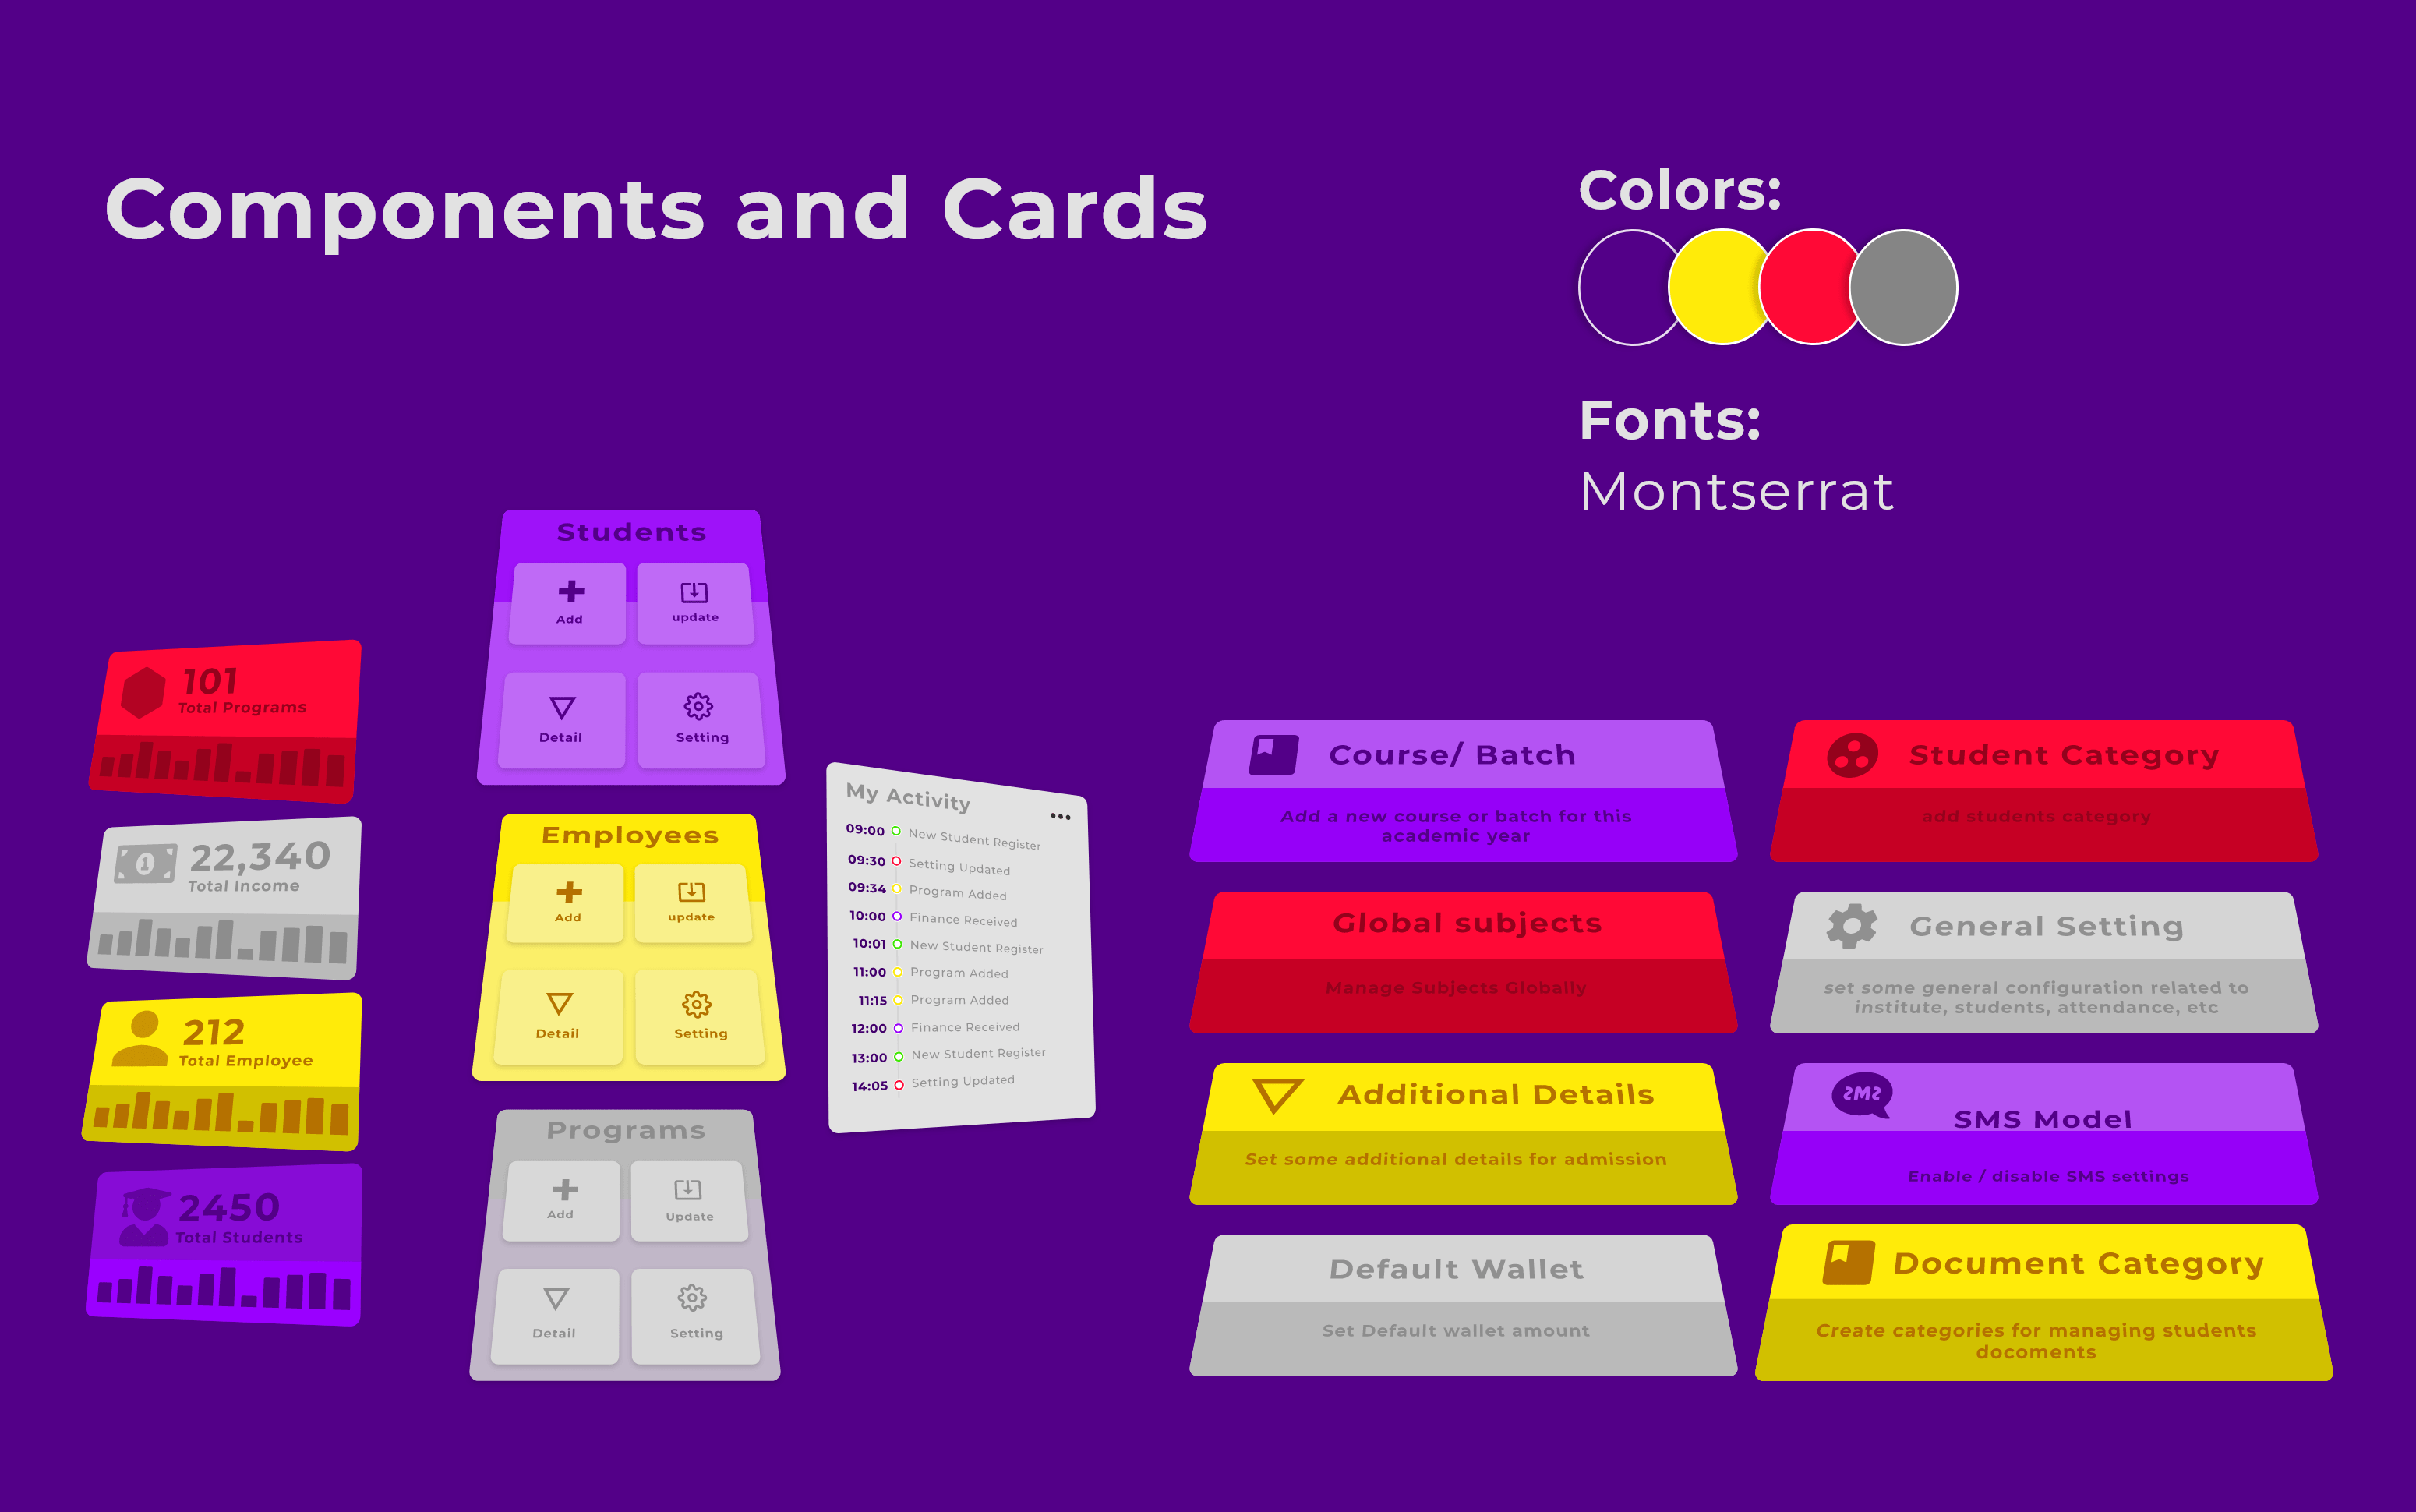 Components and Cards
Colors:
Fonts:
Montserrat
101
Total Programs
1
22,340
Total Income
212
Total Employee
2450
Total Students
Students
Add
update
Detail
Setting
Employees
Add
update
Detail
Setting
Programs
Add
Update
Detail
Setting
My Activity
09:00 New Student Register
09:30 Setting Updated
09:34 Program Added
10:00 Finance Received
10:01 New Student Register
11:00 Program Added
11:15 Program Added
12:00 Finance Received
13:00 New Student Register
14:05 Setting Updated
Course/ Batch
Add a new course or batch for this
academic year
Global subjects
Manage Subjects Globally
Additional Details
Set some additional details for admission
Default Wallet
Set Default wallet amount
Student Category
add students category
General Setting
set some general configuration related to
institute, students, attendance, etc
SMS
SMS Model
Enable / disable SMS settings
Document Category
Create categories for managing students
docoments